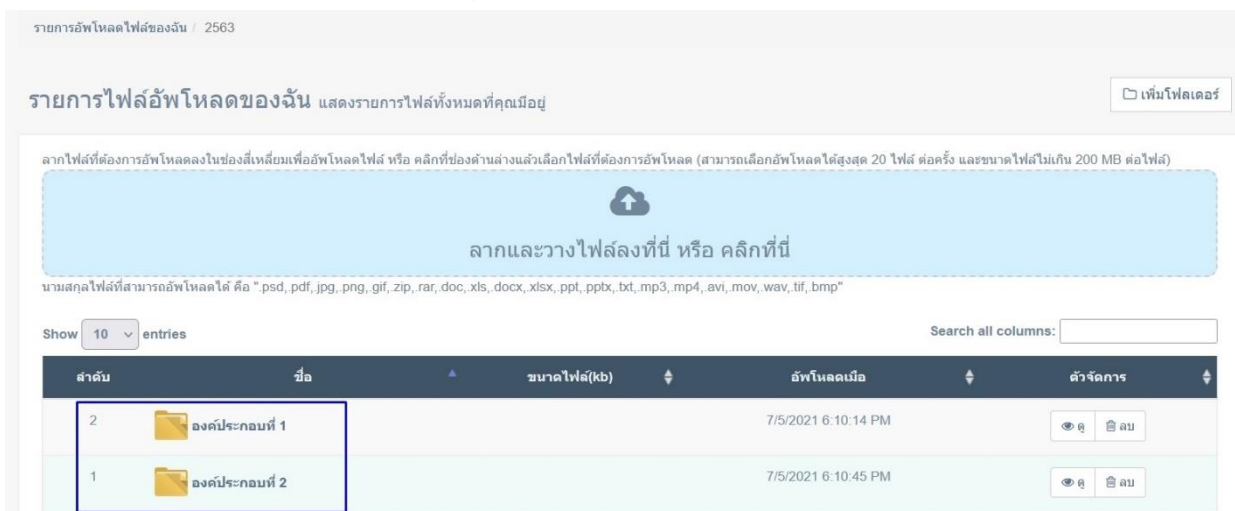 รายการอัพโหลดไฟล์ของฉัน / 2563
รายการไฟล์อัพโหลดของฉัน แสดงรายการไฟล์ทั้งหมดที่คุณมีอยู่
เพิ่มโฟลเดอร์
ลากไฟล์ที่ต้องการอัพโหลดลงในช่องสี่เหลี่ยมเพื่ออัพโหลดไฟล์ หรือ คลิกที่ช่องด้านล่างแล้วเลือกไฟล์ที่ต้องการอัพโหลด (สามารถเลือกอัพโหลดได้สูงสุด 20 ไฟล์ ต่อครั้ง และขนาดไฟล์ไม่เกิน 200 MB ต่อไฟล์)
ลากและวางไฟล์ลงที่นี่ หรือ คลิกที่นี่
นามสกุลไฟล์ที่สามารถอัพโหลดได้ คือ ".psd,.pdf,.jpg,.png,.gif,.zip,.rar,.doc,.xls,.docx,.xlsx,.ppt,.pptx,.txt,.mp3,.mp4,.avi,.mov,.wav,.tif,.bmp"
Show 10 entries Search all columns:
ลำดับ ชื่อ ขนาดไฟล์(kb) อัพโหลดเมื่อ ตัวจัดการ
2 องค์ประกอบที่ 1 7/5/2021 6:10:14 PM ดู ลบ
1 องค์ประกอบที่ 2 7/5/2021 6:10:45 PM ดู ลบ